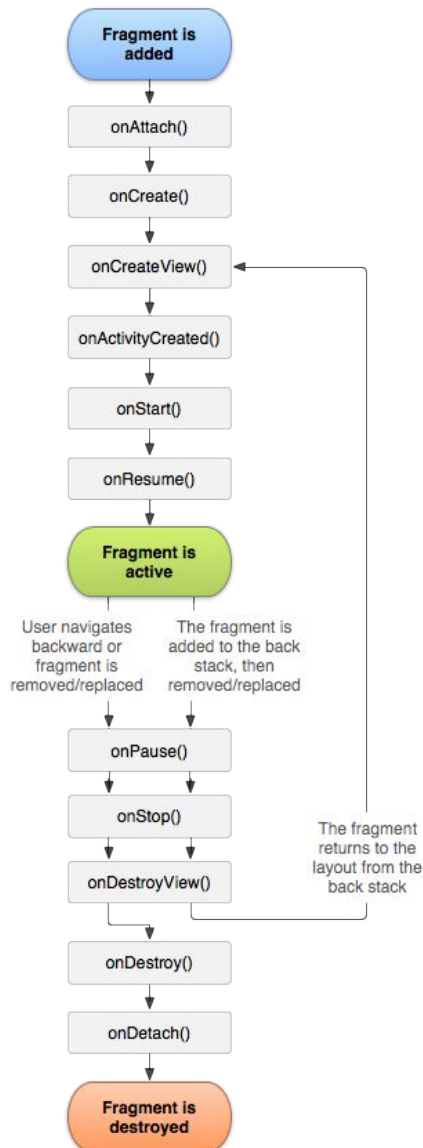 Fragment is
added
onAttach()
onCreate()
onCreateView()
onActivityCreated()
onStart()
onResume()
Fragment is
active
User navigates
backward or
fragment is
removed/replaced
The fragment is
added to the back
stack, then
removed/replaced
onPause()
onStop()
onDestroyView()
The fragment
returns to the
layout from the
back stack
onDestroy()
onDetach()
Fragment is
destroyed